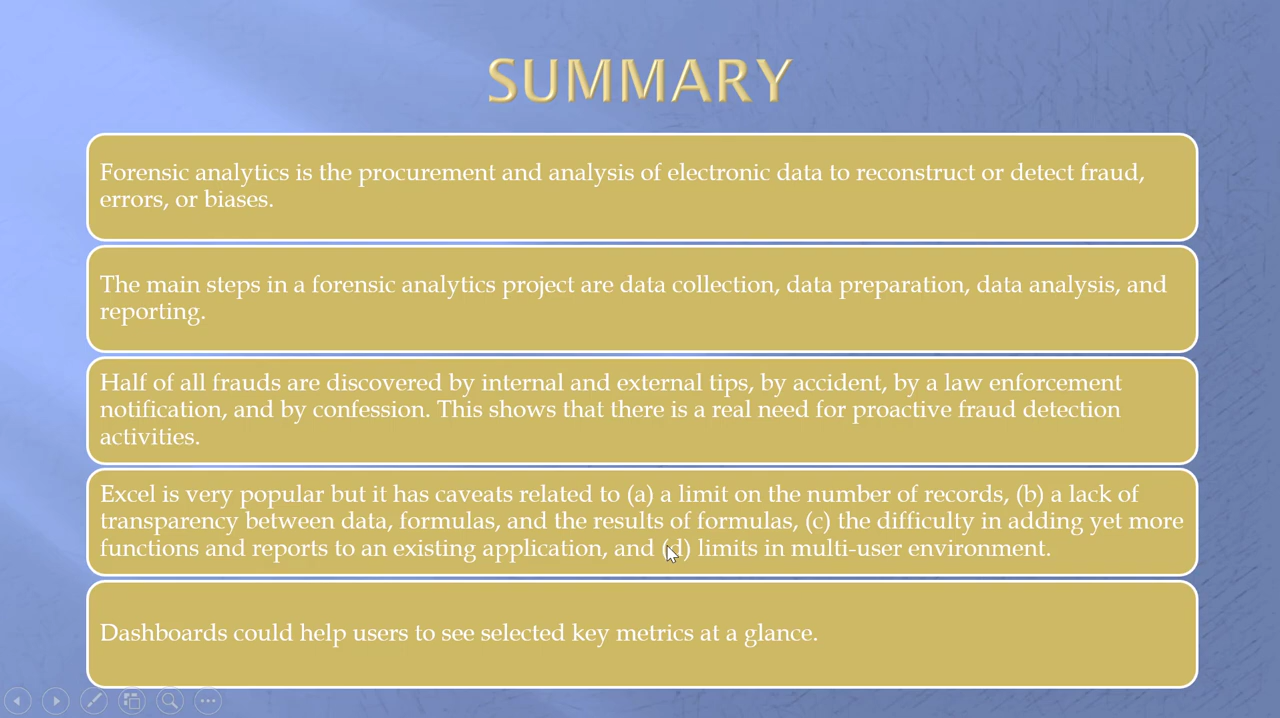 SUMMARY
Forensic analytics is the procurement and analysis of electronic data to reconstruct or detect fraud,
errors, or biases.
The main steps in a forensic analytics project are data collection, data preparation, data analysis, and
reporting.
Half of all frauds are discovered by internal and external tips, by accident, by a law enforcement
notification, and by confession. This shows that there is a real need for proactive fraud detection
activities.
Excel is very popular but it has caveats related to (a) a limit on the number of records, (b) a lack of
transparency between data, formulas, and the results of formulas, (c) the difficulty in adding yet more
functions and reports to an existing application, and (d) limits in multi-user environment.
Dashboards could help users to see selected key metrics at a glance.